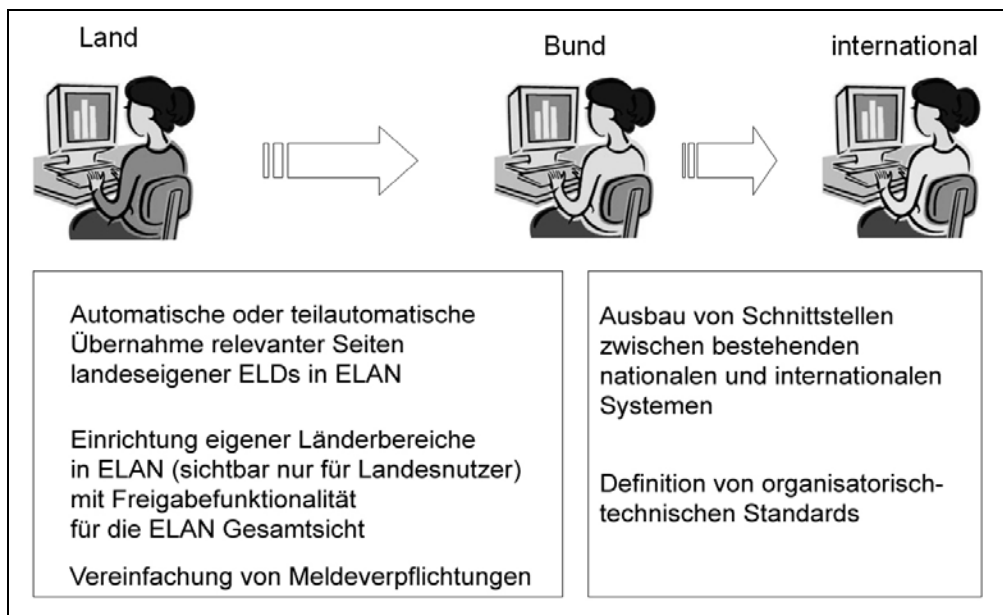 Land
Bund
international
Automatische oder teilautomatische
Übernahme relevanter Seiten
landeseigener ELDs in ELAN
Einrichtung eigener Länderbereiche
in ELAN (sichtbar nur für Landesnutzer)
mit Freigabefunktionalität
für die ELAN Gesamtsicht
Vereinfachung von Meldeverpflichtungen
Ausbau von Schnittstellen
zwischen bestehenden
nationalen und internationalen
Systemen
Definition von organisatorisch-
technischen Standards